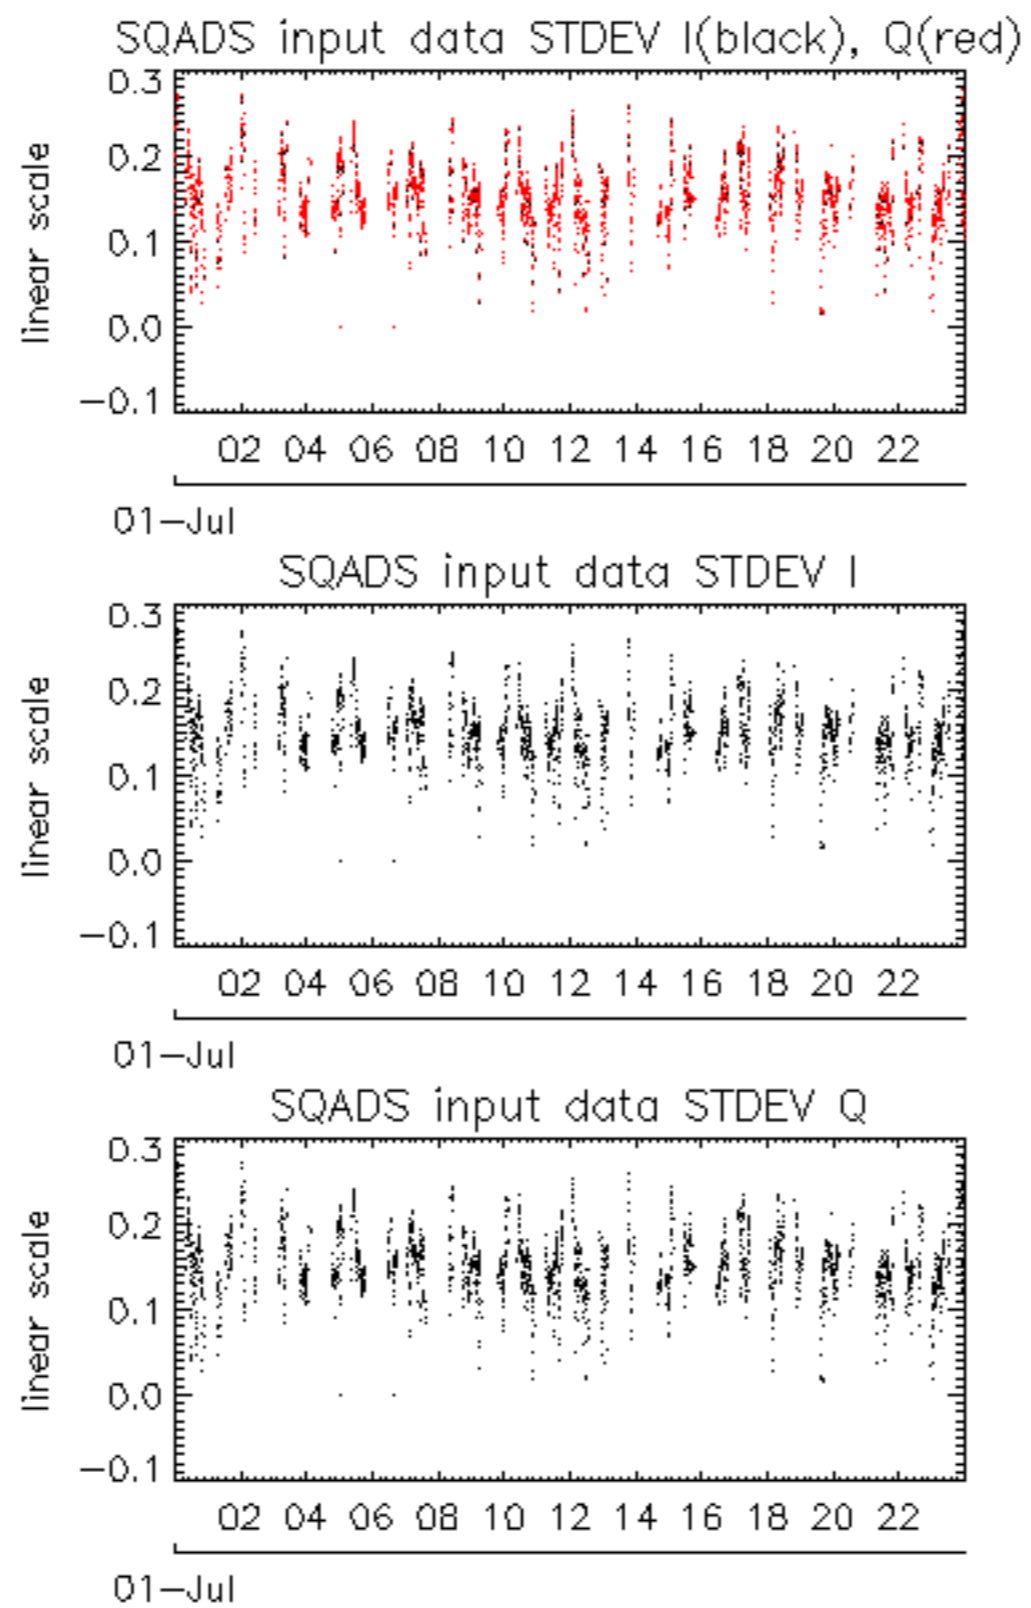 SQADS input data STDEV I(black), Q(red)
0.3
0.2
0.1
0.0
−0.1
linear scale
02 04 06 08 10 12 14 16 18 20 22
01−Jul
SQADS input data STDEV I
0.3
0.2
0.1
0.0
−0.1
linear scale
02 04 06 08 10 12 14 16 18 20 22
01−Jul
SQADS input data STDEV Q
0.3
0.2
0.1
0.0
−0.1
linear scale
02 04 06 08 10 12 14 16 18 20 22
01−Jul